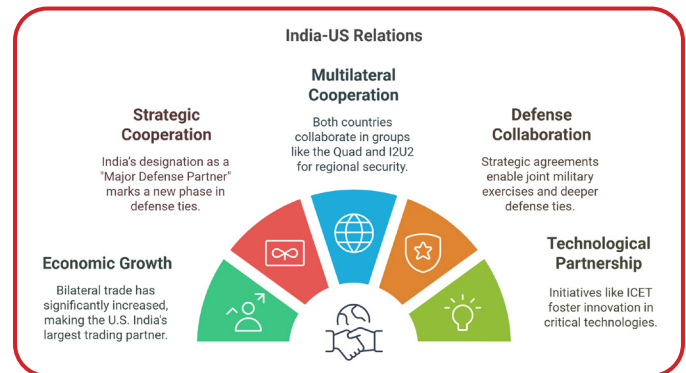 India-US Relations
Multilateral
Cooperation
Both countries
collaborate in groups
like the Quad and I2U2
for regional security.
Strategic
Cooperation
India's designation as a
"Major Defense Partner"
marks a new phase in
defense ties.
Defense
Collaboration
Strategic agreements
enable joint military
exercises and deeper
defense ties.
Economic Growth
Bilateral trade has
significantly increased,
making the U.S. India's
largest trading partner.
Technological
Partnership
Initiatives like ICET
foster innovation in
critical technologies.